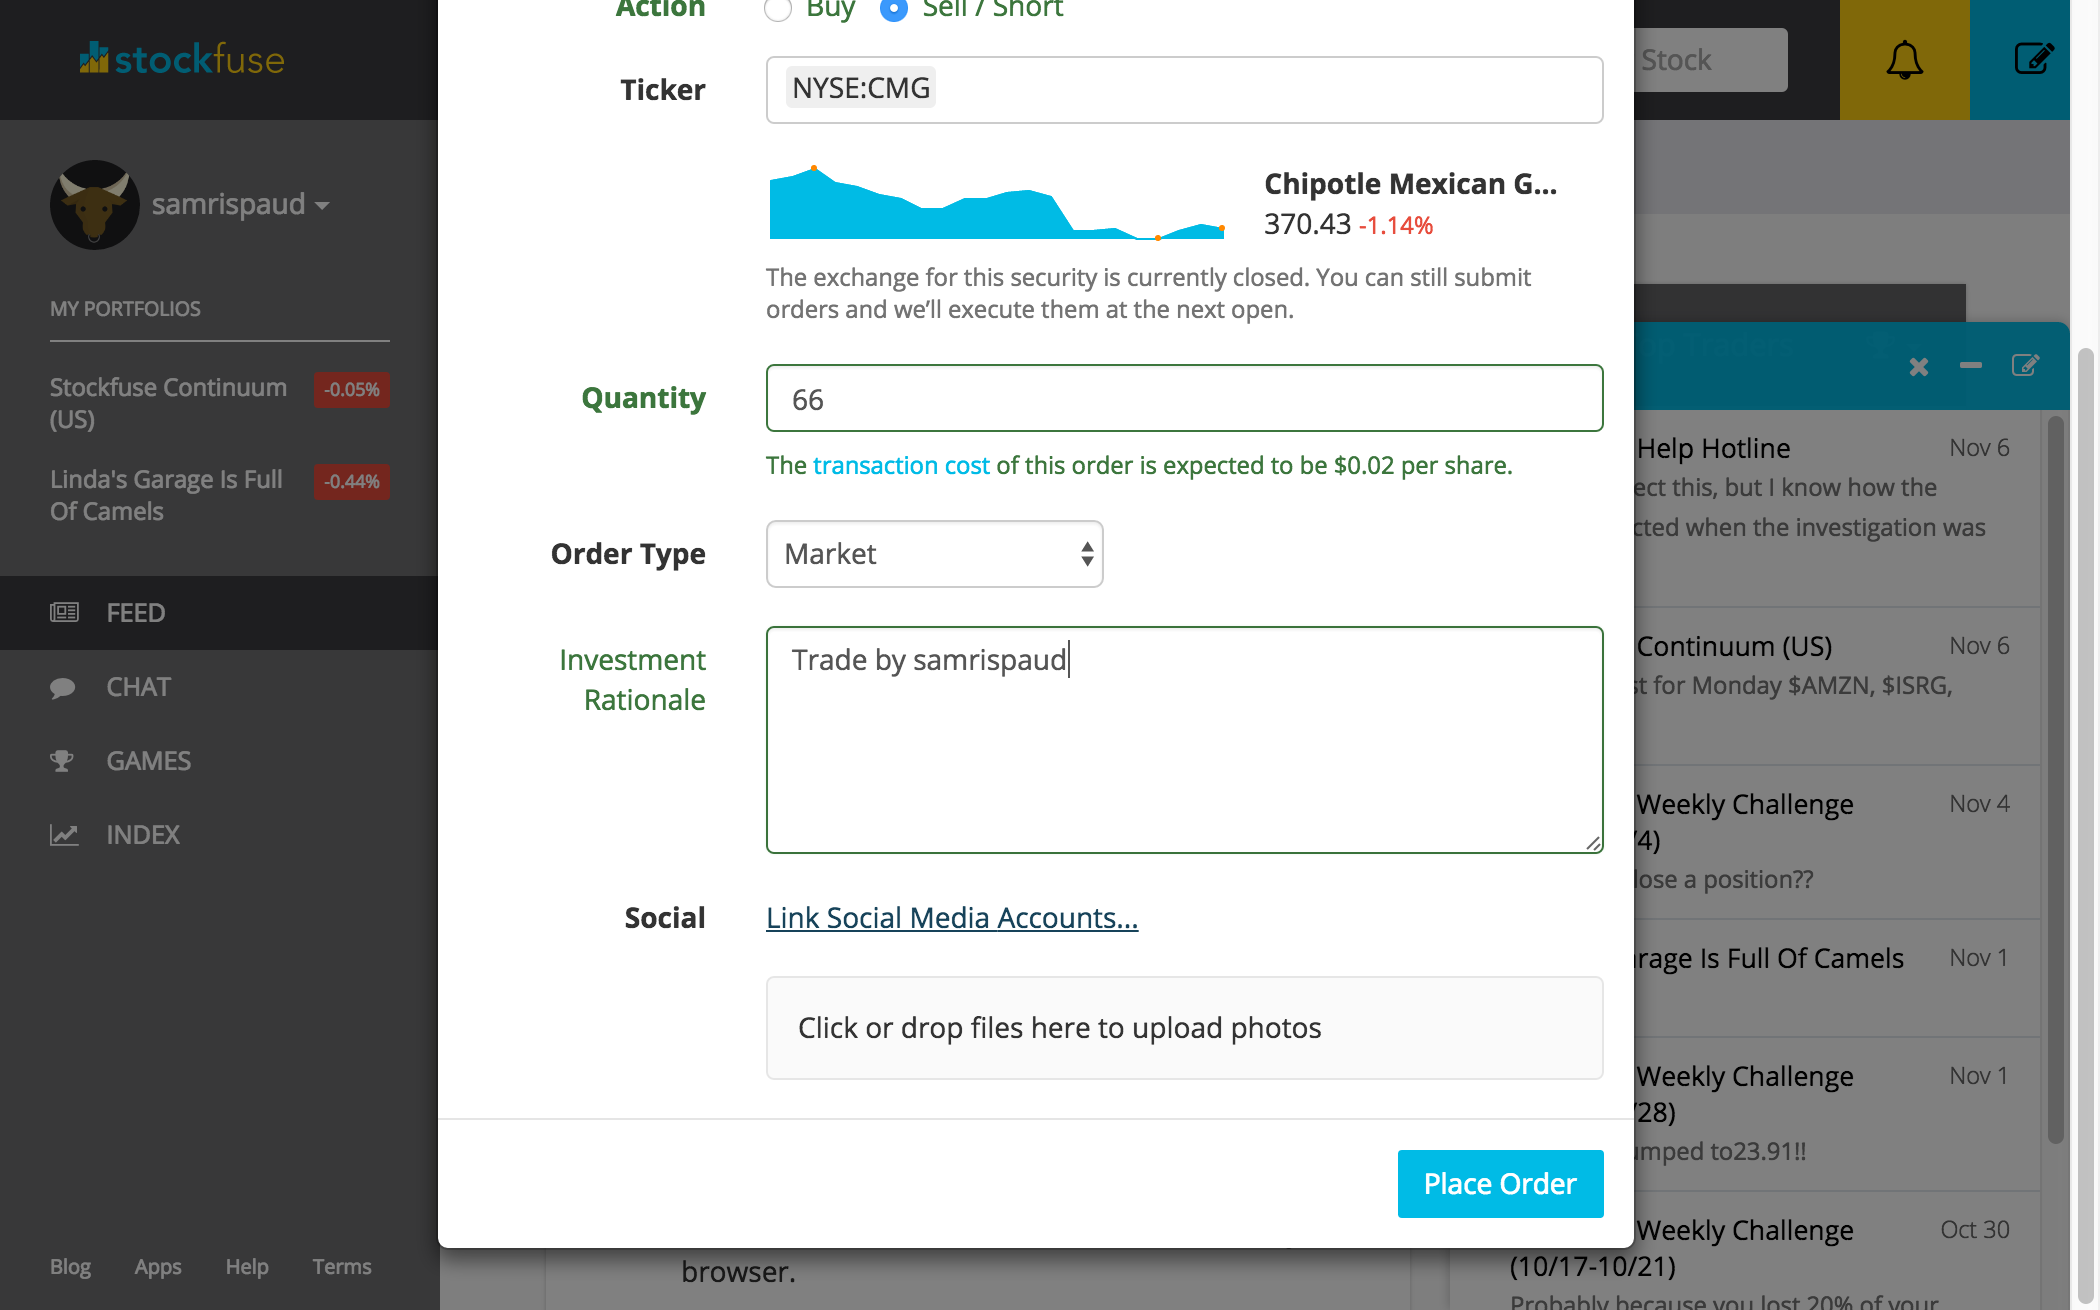 stockfuse
samrispaud
MY PORTFOLIOS
Stockfuse Continuum
(US)
-0.05%
Linda's Garage Is Full
Of Camels
-0.44%
FEED
CHAT
GAMES
INDEX
Blog Apps Help Terms
Action Buy Sell / Short
Ticker NYSE:CMG
Chipotle Mexican G...
370.43 -1.14%
The exchange for this security is currently closed. You can still submit
orders and we'll execute them at the next open.
Quantity 66
The transaction cost of this order is expected to be $0.02 per share.
Order Type Market
Investment
Rationale
Trade by samrispaud
Social Link Social Media Accounts...
Click or drop files here to upload photos
Place Order
browser.
Stock
Traders
Help Hotline Nov 6
this, but I know how the
when the investigation was
Continuum (US) Nov 6
for Monday $AMZN, $ISRG,
Weekly Challenge Nov 4
/4)
a position??
Is Full Of Camels Nov 1
Weekly Challenge Nov 1
/28)
to23.91!!
Weekly Challenge Oct 30
(10/17-10/21)
Probably because you lost 20% of your